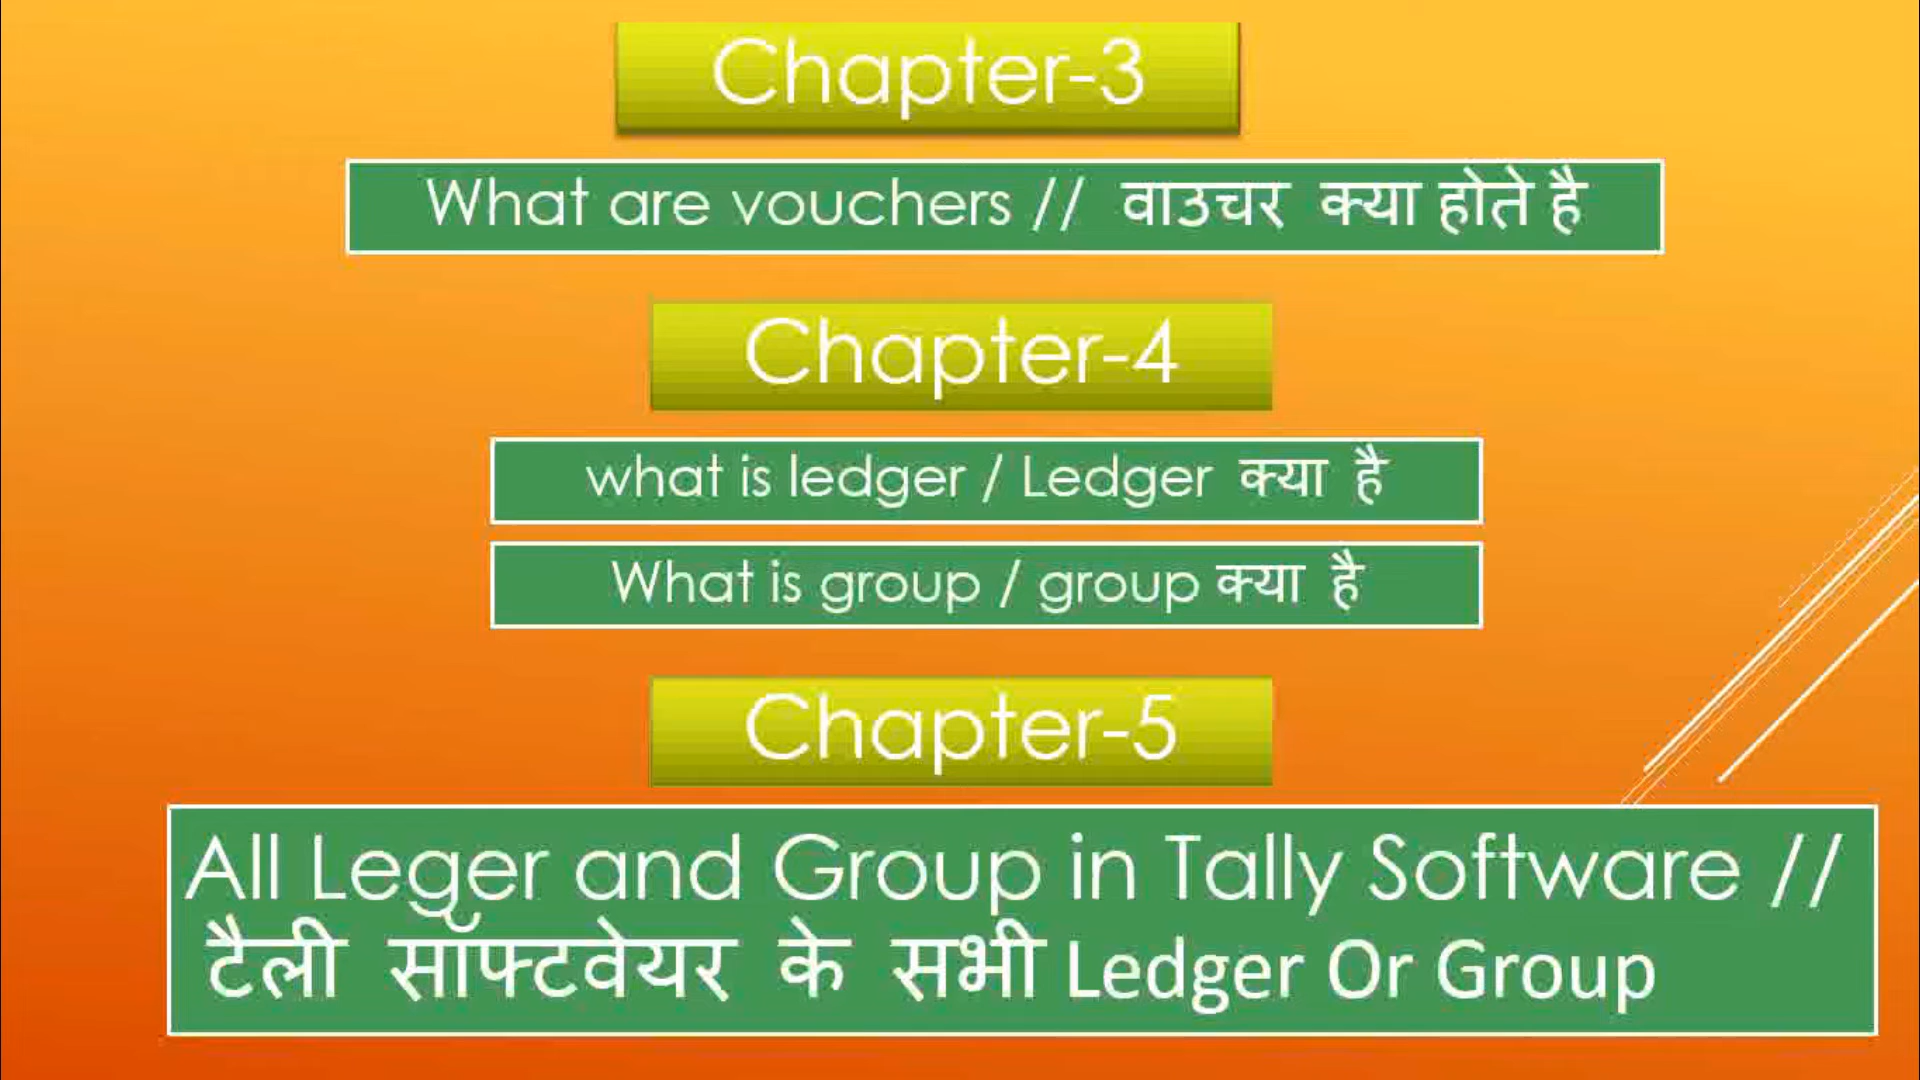 Chapter-3
What are vouchers // वाउचर क्या होते है
Chapter-4
what is ledger / Ledger क्या है
What is group / group क्या है
Chapter-5
All Leger and Group in Tally Software //
टैली सॉफ्टवेयर के सभी Ledger Or Group